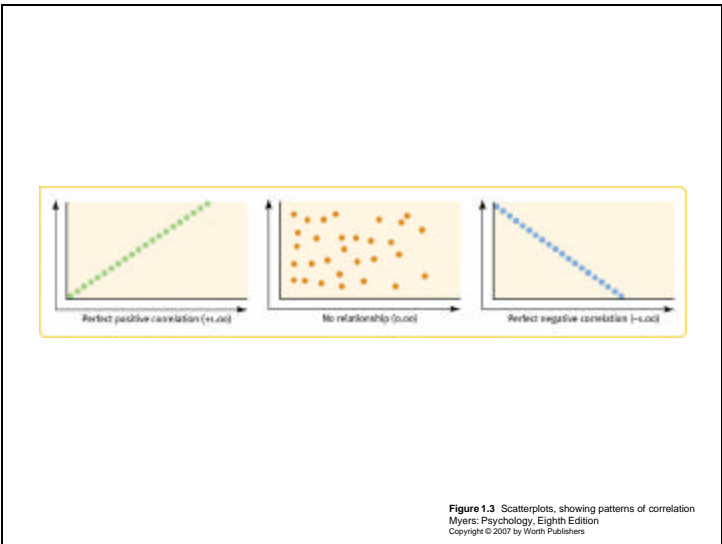 Perfect positive correlation (+1.00)
No relationship (0.00)
Perfect negative correlation (–1.00)
Figure 1.3 Scatterplots, showing patterns of correlation
Myers: Psychology, Eighth Edition
Copyright © 2007 by Worth Publishers